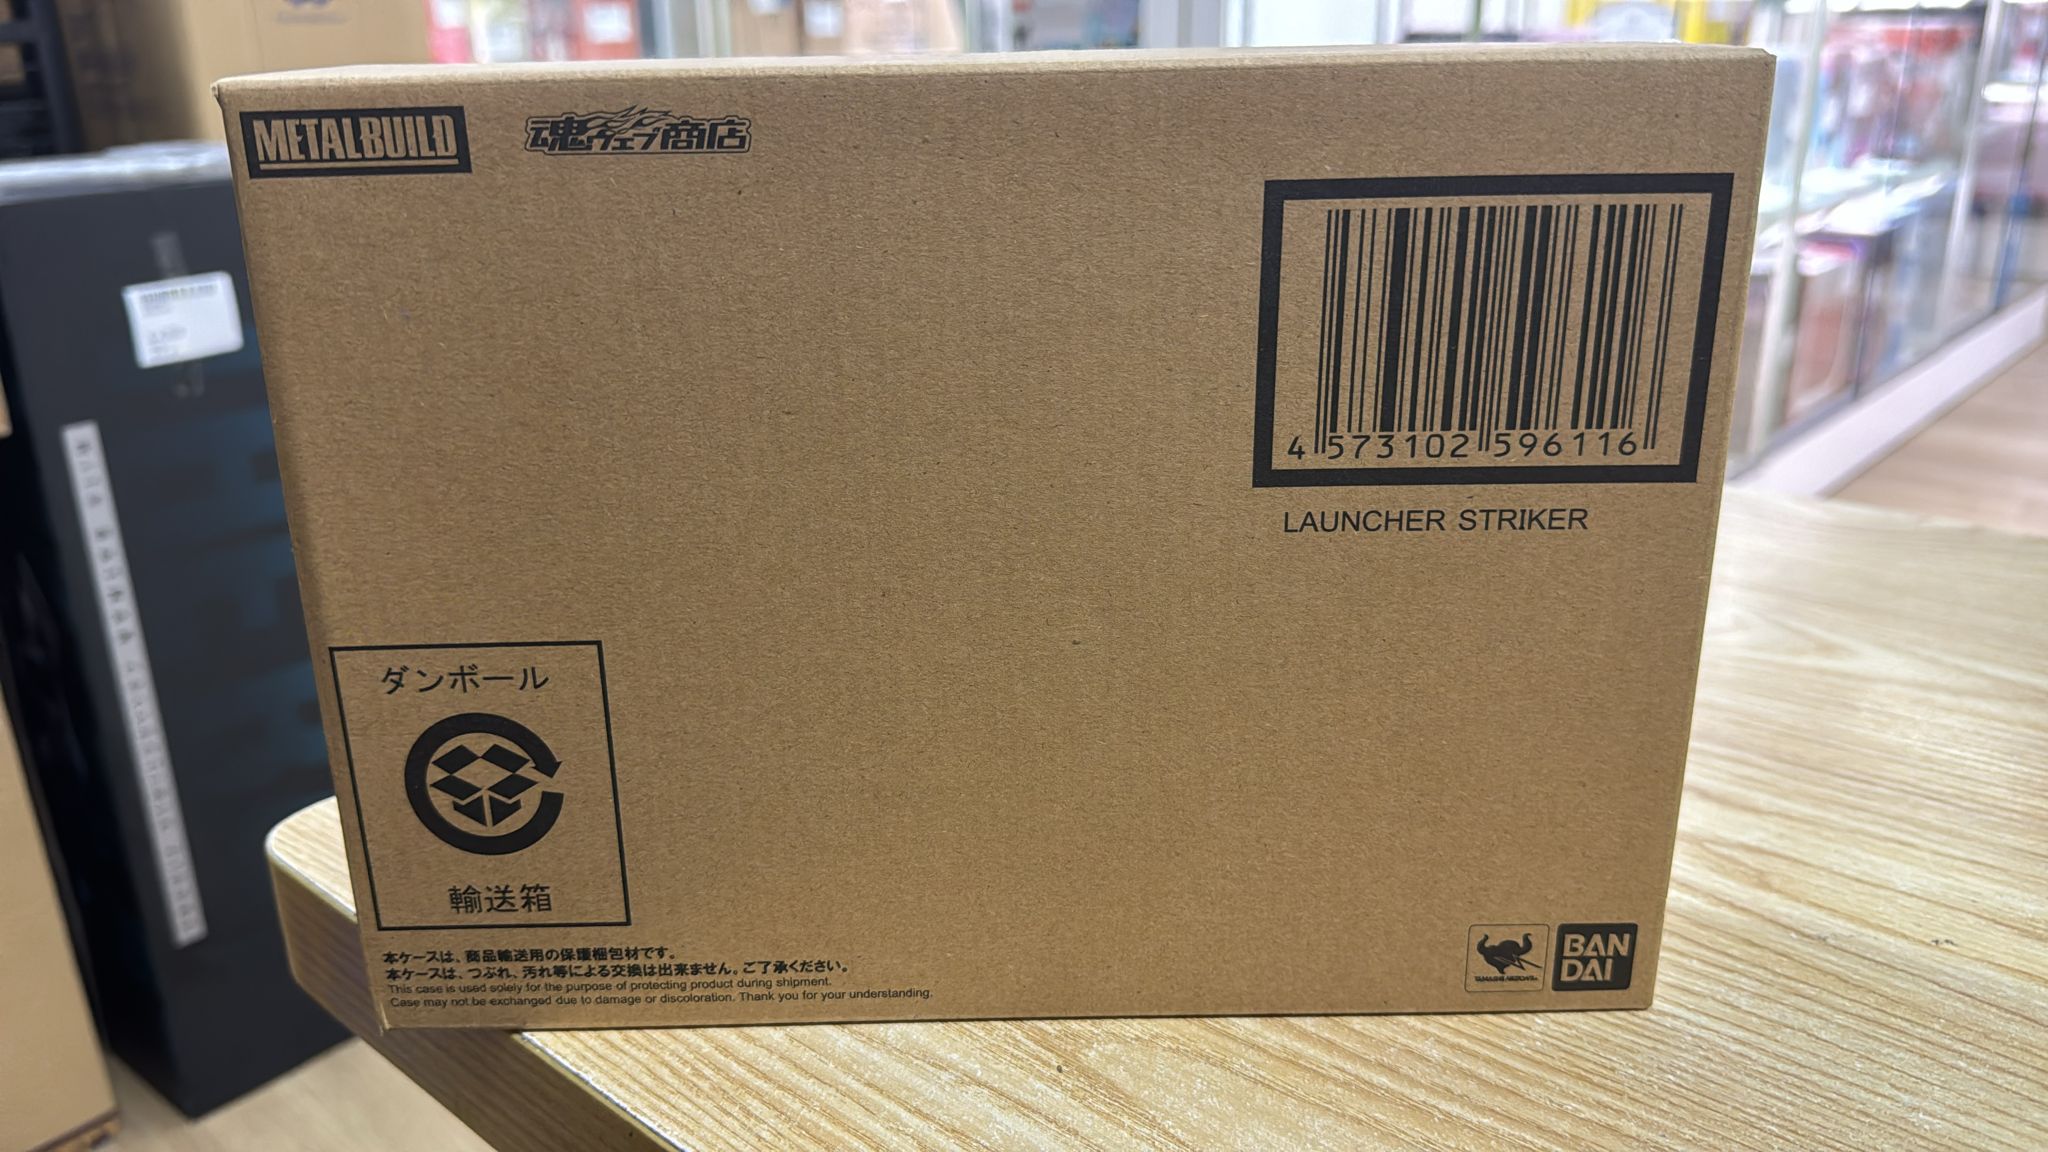 METALBUILD
魂ウェブ商店
4 573102 596116
LAUNCHER STRIKER
ダンボール
輸送箱
本ケースは、商品輸送用の保護梱包材です。
本ケースは、つぶれ、汚れ等による交換は出来ません。ご了承ください。
This case is used solely for the purpose of protecting product during shipment.
Case may not be exchanged due to damage or discoloration. Thank you for your understanding.
TAMASHII NATIONS
BAN
DAI